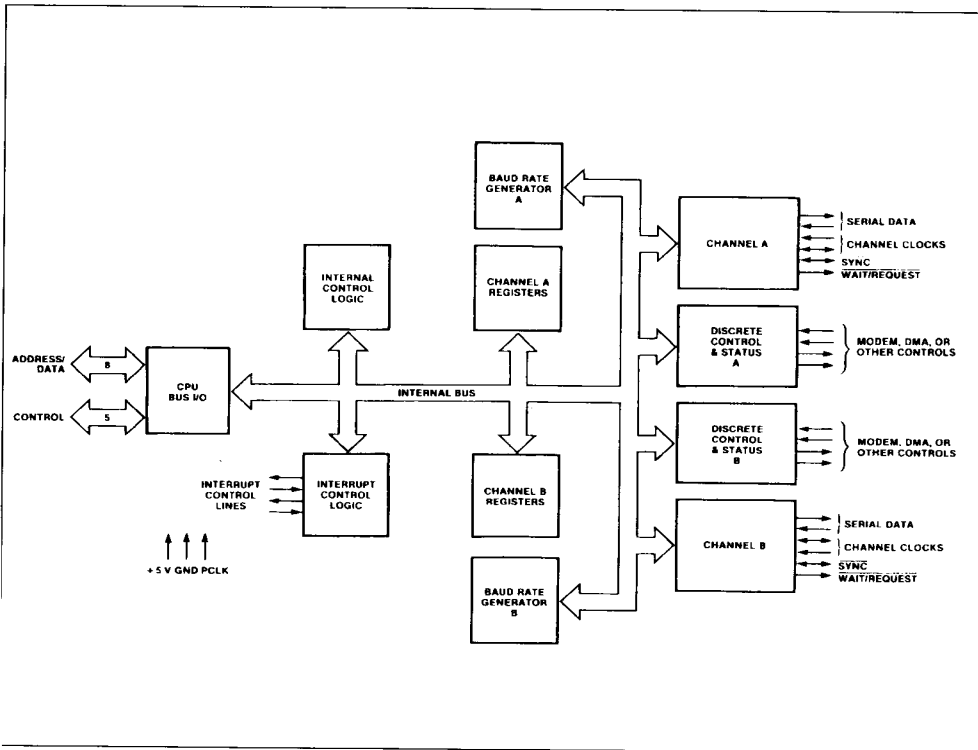 BAUD RATE
GENERATOR
A
CHANNEL A
SERIAL DATA
CHANNEL CLOCKS
SYNC
WAIT/REQUEST
INTERNAL
CONTROL
LOGIC
CHANNEL A
REGISTERS
DISCRETE
CONTROL
& STATUS
A
MODEM, DMA, OR
OTHER CONTROLS
ADDRESS/
DATA
8
CPU
BUS I/O
INTERNAL BUS
CONTROL
5
DISCRETE
CONTROL
& STATUS
B
MODEM, DMA, OR
OTHER CONTROLS
INTERRUPT
CONTROL
LINES
INTERRUPT
CONTROL
LOGIC
CHANNEL B
REGISTERS
CHANNEL B
SERIAL DATA
CHANNEL CLOCKS
SYNC
WAIT/REQUEST
+5 V GND PCLK
BAUD RATE
GENERATOR
B